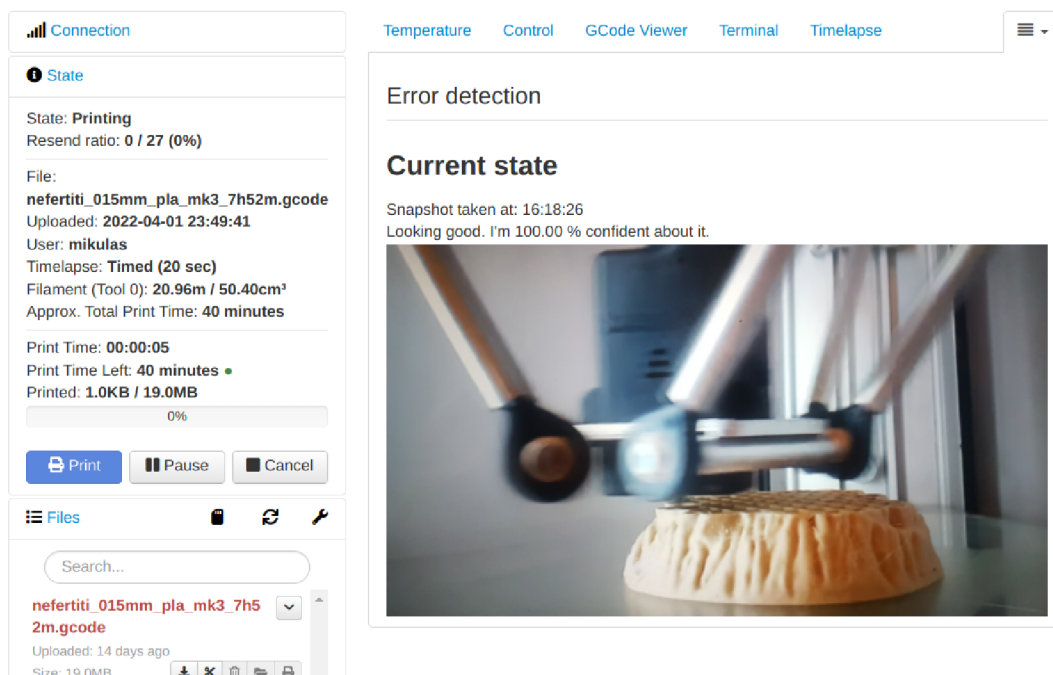 Connection
State
State: Printing
Resend ratio: 0 / 27 (0%)
File:
nefertiti_015mm_pla_mk3_7h52m.gcode
Uploaded: 2022-04-01 23:49:41
User: mikulas
Timelapse: Timed (20 sec)
Filament (Tool 0): 20.96m / 50.40cm³
Approx. Total Print Time: 40 minutes
Print Time: 00:00:05
Print Time Left: 40 minutes
Printed: 1.0KB / 19.0MB
0%
Print Pause Cancel
Files
Search...
nefertiti_015mm_pla_mk3_7h5
2m.gcode
Uploaded: 14 days ago
Size: 19.0MB
Temperature Control GCode Viewer Terminal Timelapse
Error detection
Current state
Snapshot taken at: 16:18:26
Looking good. I'm 100.00 % confident about it.